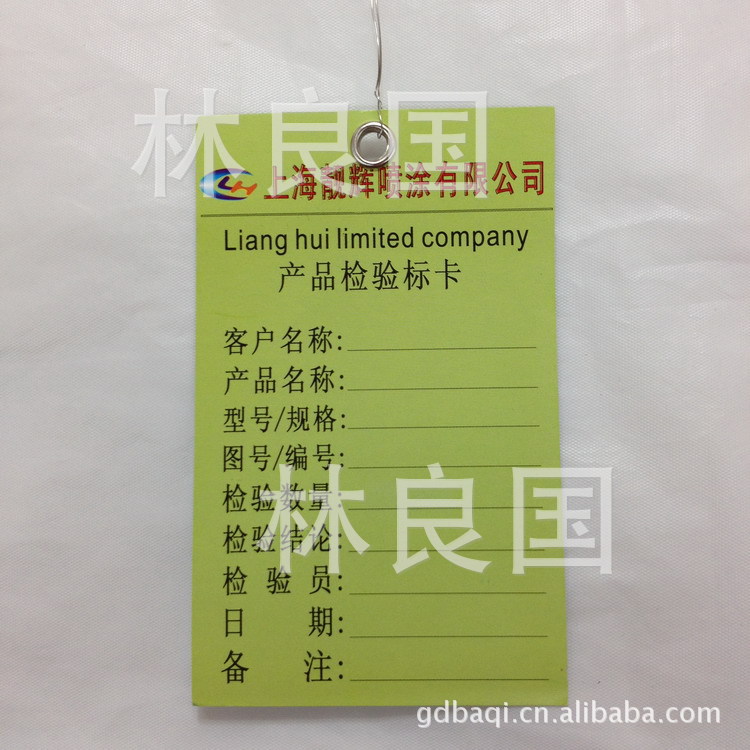 林良国
LH 上海靓辉喷涂有限公司
Liang hui limited company
产品检验标卡
客户名称:
产品名称:
型号/规格:
图号/编号:
检验数量:
检验结论:
检 验 员:
日 期:
备 注:
林良国
gdbaqi.cn.alibaba.com